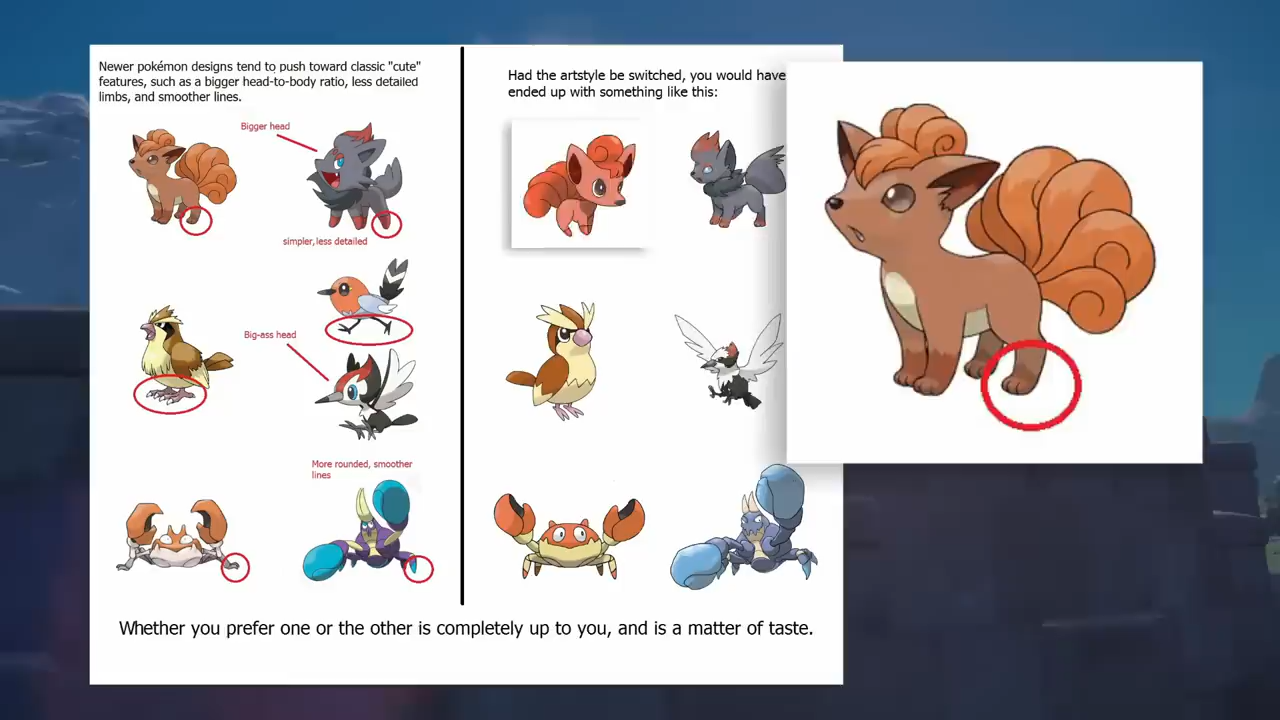 Newer pokémon designs tend to push toward classic "cute"
features, such as a bigger head-to-body ratio, less detailed
limbs, and smoother lines.
Bigger head
simpler, less detailed
Big-ass head
More rounded, smoother
lines
Had the artstyle be switched, you would have
ended up with something like this:
Whether you prefer one or the other is completely up to you, and is a matter of taste.